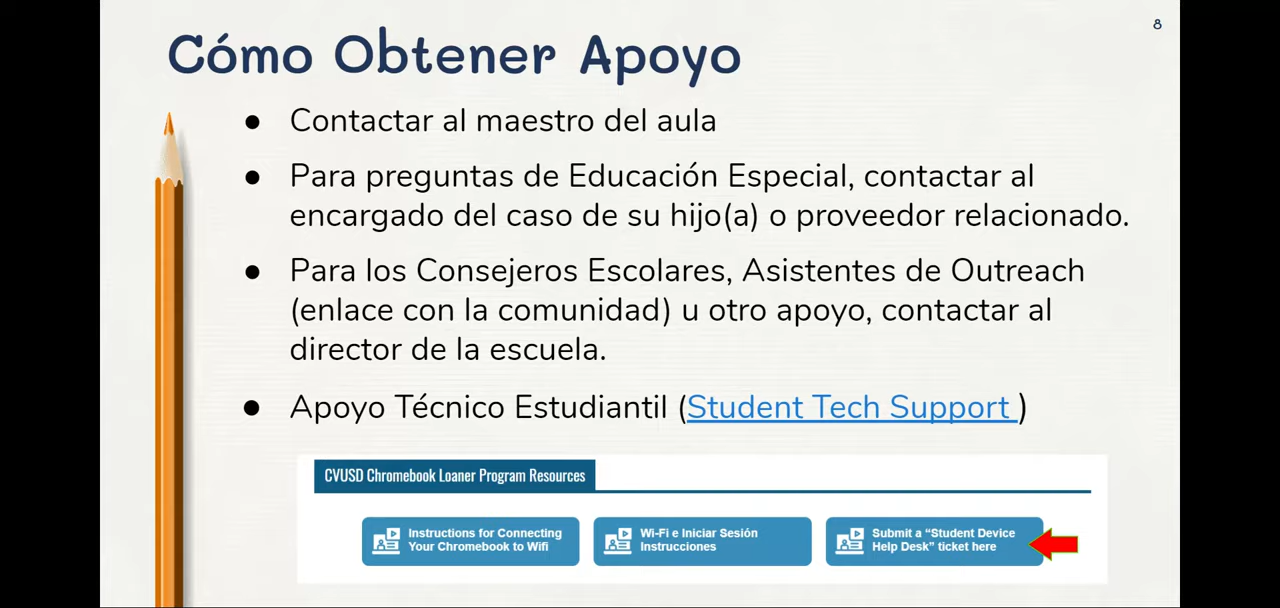 8
Cómo Obtener Apoyo
● Contactar al maestro del aula
● Para preguntas de Educación Especial, contactar al
encargado del caso de su hijo(a) o proveedor relacionado.
● Para los Consejeros Escolares, Asistentes de Outreach
(enlace con la comunidad) u otro apoyo, contactar al
director de la escuela.
● Apoyo Técnico Estudiantil (Student Tech Support )
CVUSD Chromebook Loaner Program Resources
Instructions for Connecting
Your Chromebook to Wifi
Wi-Fi e Iniciar Sesión
Instrucciones
Submit a “Student Device
Help Desk” ticket here